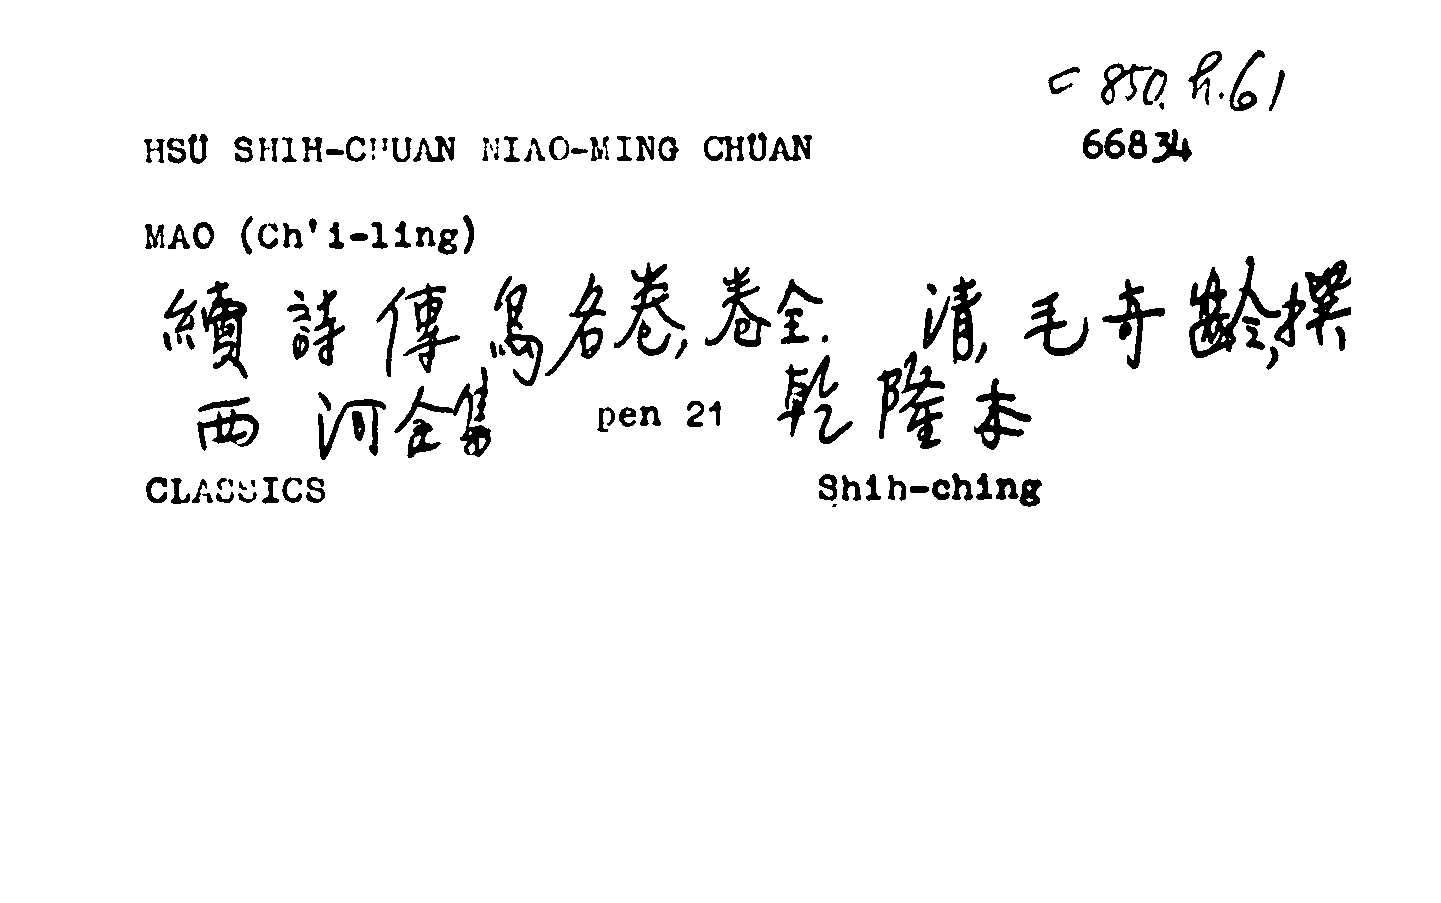 = 850. h. 61
HSÜ SHIH-CHUAN NIAO-MING CHÜAN 66834
MAO (Ch'i-ling)
續詩傳鳥名卷, 卷全. 清, 毛奇齡, 撰
西河全集 pen 21 乾隆本
CLASSICS Shih-ching